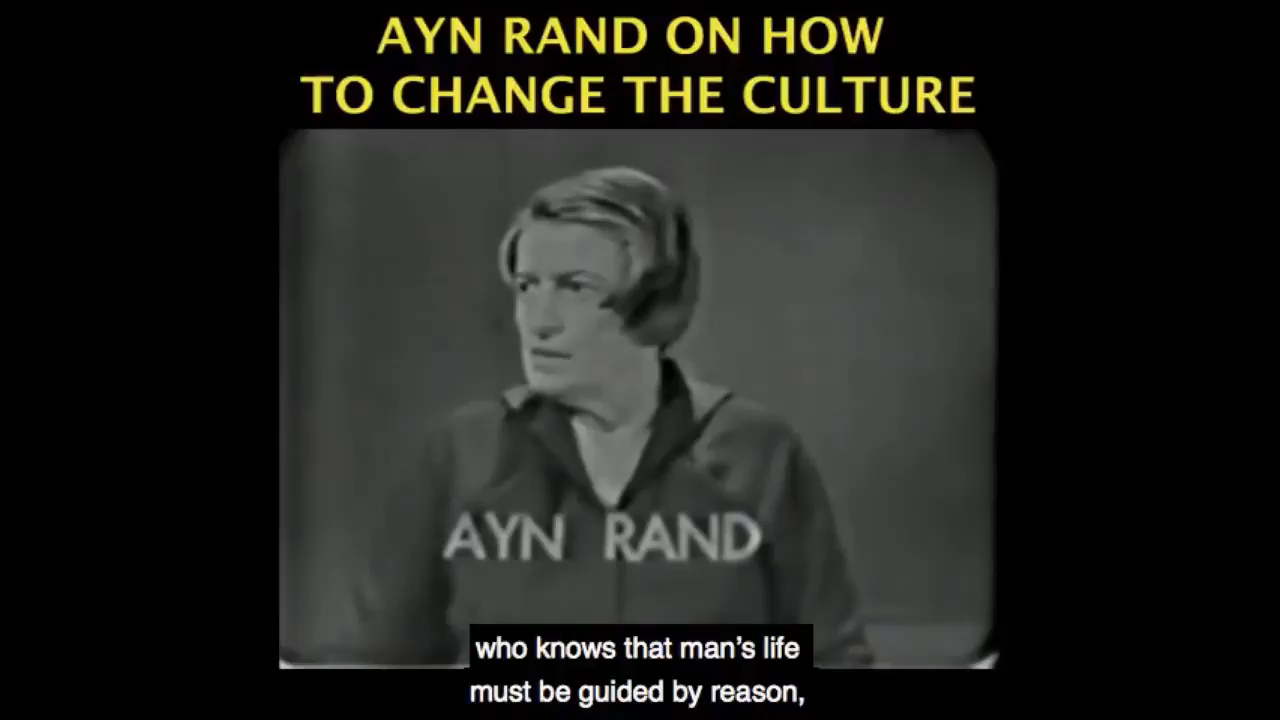 AYN RAND ON HOW
TO CHANGE THE CULTURE
AYN RAND
who knows that man's life
must be guided by reason,